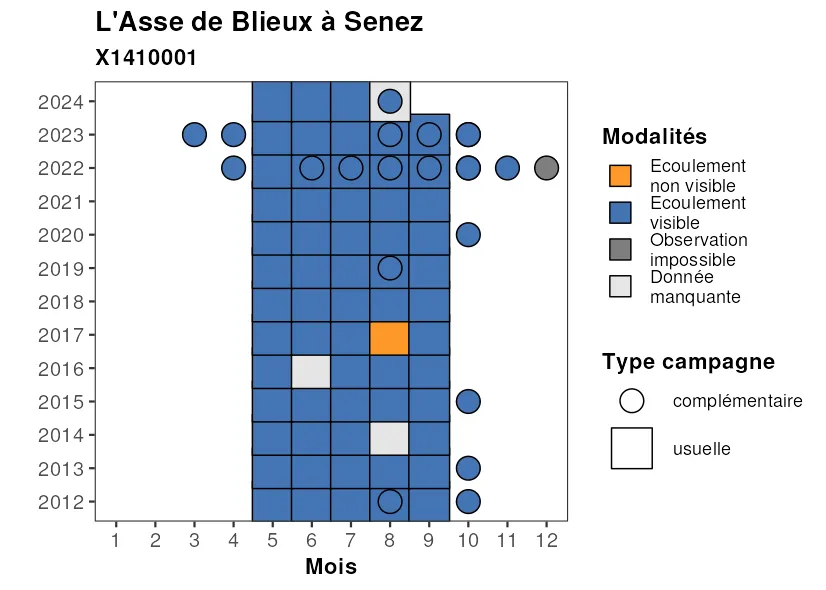 L'Asse de Blieux à Senez
X1410001
2024
2023
2022
2021
2020
2019
2018
2017
2016
2015
2014
2013
2012
1 2 3 4 5 6 7 8 9 10 11 12
Mois
Modalités
Ecoulement
non visible
Ecoulement
visible
Observation
impossible
Donnée
manquante
Type campagne
complémentaire
usuelle